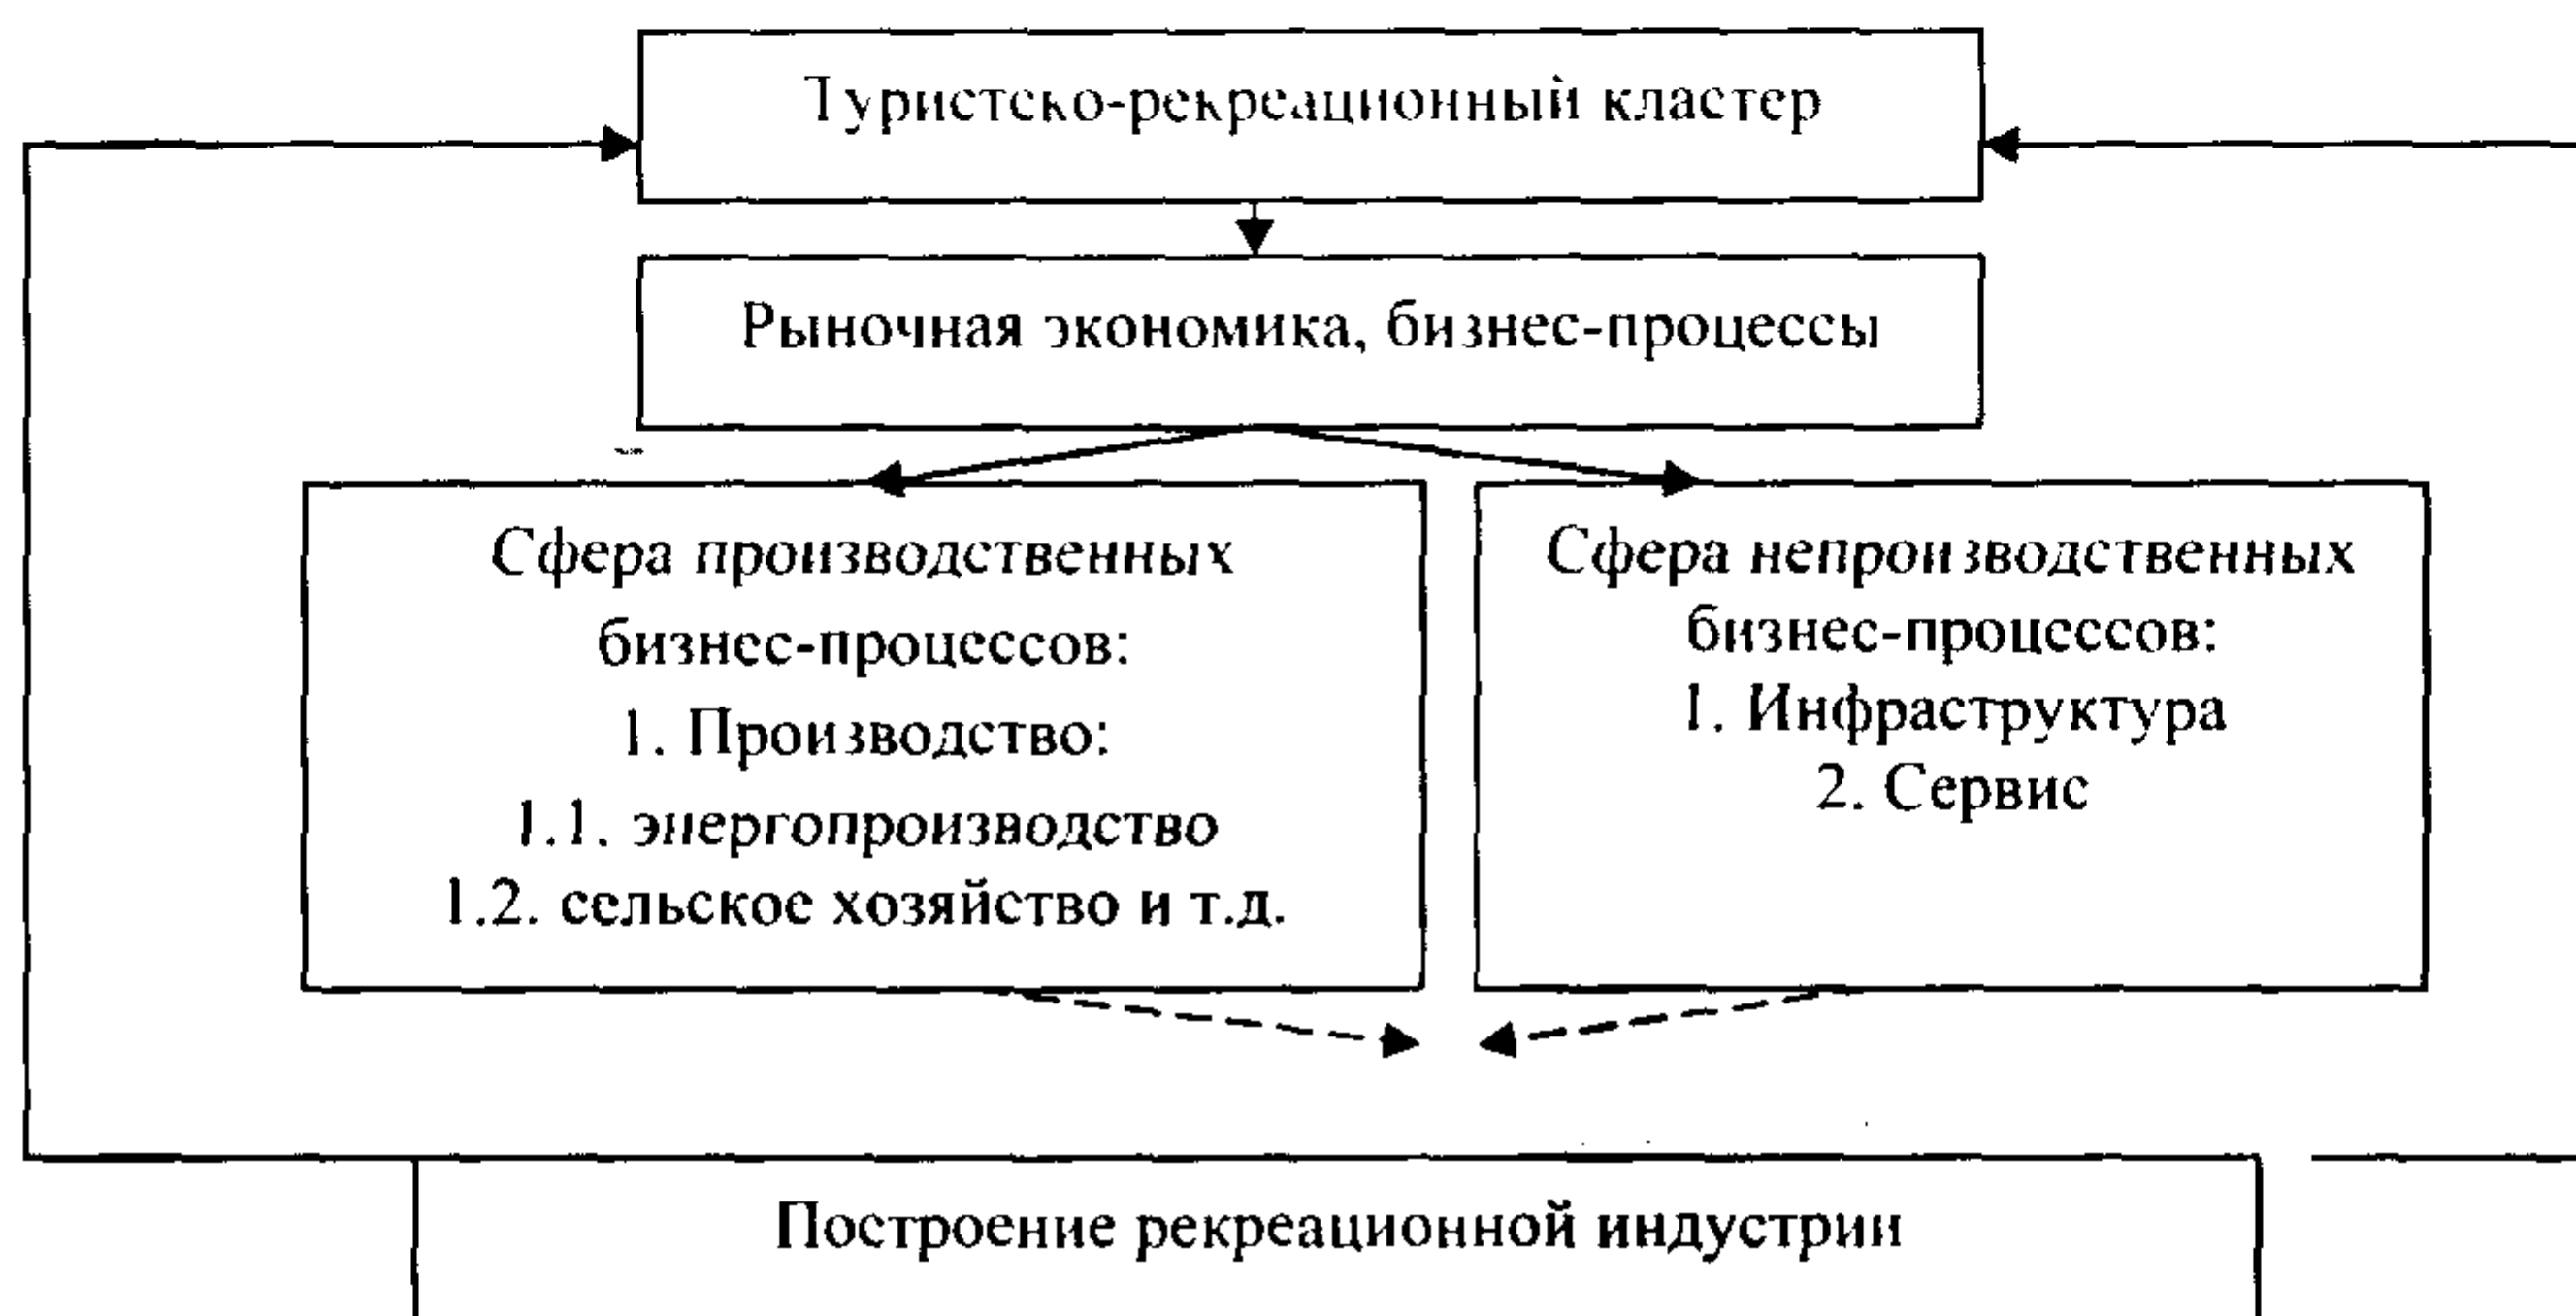 Туристско-рекреационный кластер
Рыночная экономика, бизнес-процессы
Сфера производственных
бизнес-процессов:
1. Производство:
1.1. энергопроизводство
1.2. сельское хозяйство и т.д.
Сфера непроизводственных
бизнес-процессов:
1. Инфраструктура
2. Сервис
Построение рекреационной индустрии